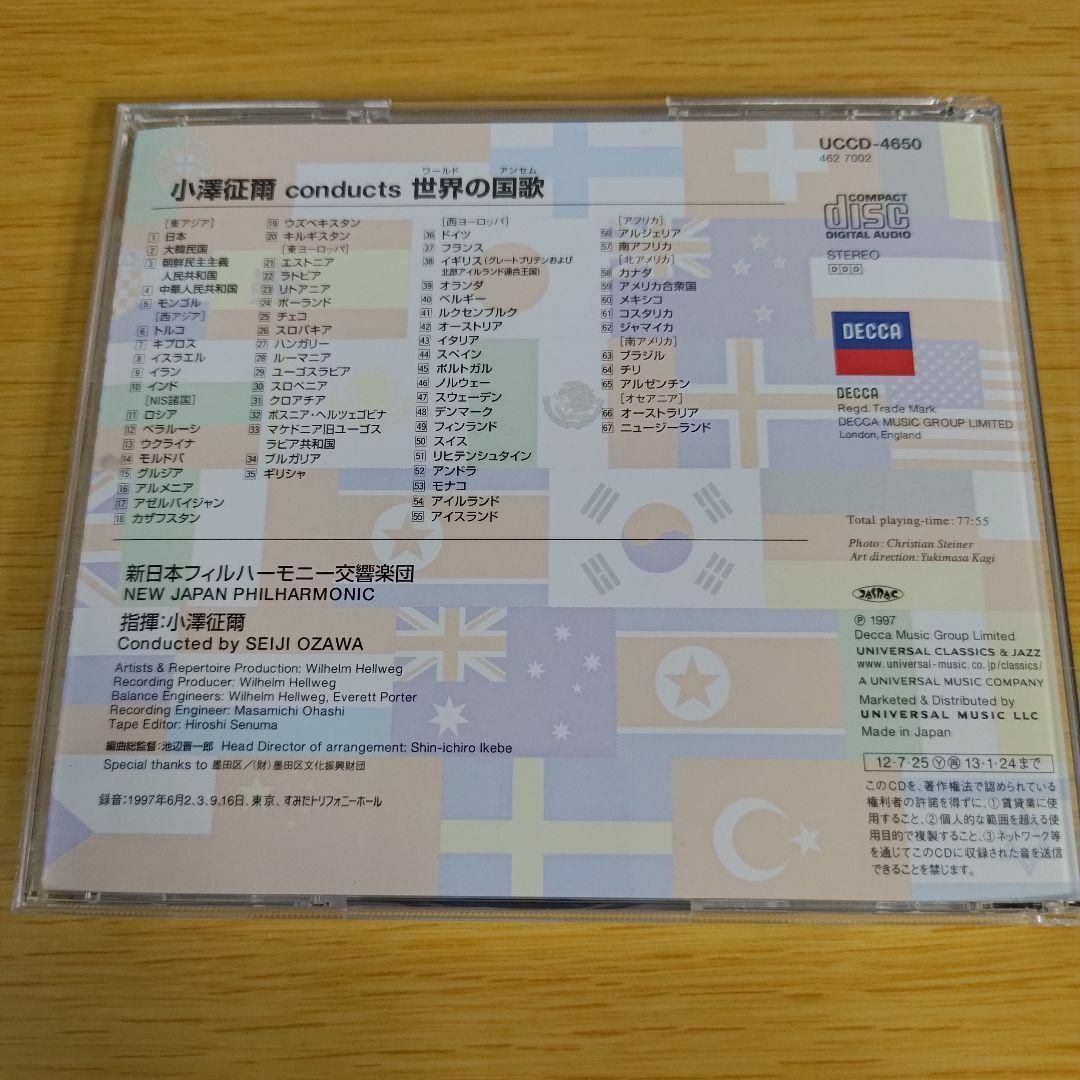 UCCD-4650
462 7002
ワールド アンセム
小澤征爾 conducts 世界の国歌
[東アジア]
1 日本
2 大韓民国
3 朝鮮民主主義
人民共和国
4 中華人民共和国
5 モンゴル
[西アジア]
6 トルコ
7 キプロス
8 イスラエル
9 イラン
10 インド
[NIS諸国]
11 ロシア
12 ベラルーシ
13 ウクライナ
14 モルドバ
15 グルジア
16 アルメニア
17 アゼルバイジャン
18 カザフスタン
19 ウズベキスタン
20 キルギスタン
[東ヨーロッパ]
21 エストニア
22 ラトビア
23 リトアニア
24 ポーランド
25 チェコ
26 スロバキア
27 ハンガリー
28 ルーマニア
29 ユーゴスラビア
30 スロベニア
31 クロアチア
32 ボスニア・ヘルツェゴビナ
33 マケドニア旧ユーゴス
ラビア共和国
34 ブルガリア
35 ギリシャ
[西ヨーロッパ]
36 ドイツ
37 フランス
38 イギリス(グレートブリテンおよび
北部アイルランド連合王国)
39 オランダ
40 ベルギー
41 ルクセンブルク
42 オーストリア
43 イタリア
44 スペイン
45 ポルトガル
46 ノルウェー
47 スウェーデン
48 デンマーク
49 フィンランド
50 スイス
51 リヒテンシュタイン
52 アンドラ
53 モナコ
54 アイルランド
55 アイスランド
[アフリカ]
56 アルジェリア
57 南アフリカ
[北アメリカ]
58 カナダ
59 アメリカ合衆国
60 メキシコ
61 コスタリカ
62 ジャマイカ
[南アメリカ]
63 ブラジル
64 チリ
65 アルゼンチン
[オセアニア]
66 オーストラリア
67 ニュージーランド
COMPACT
disc
DIGITAL AUDIO
STEREO
DDD
DECCA
DECCA
Regd. Trade Mark
DECCA MUSIC GROUP LIMITED
London, England
Total playing-time: 77:55
Photo: Christian Steiner
Art direction: Yukimasa Kagi
JASRAC
新日本フィルハーモニー交響楽団
NEW JAPAN PHILHARMONIC
指揮:小澤征爾
Conducted by SEIJI OZAWA
Artists & Repertoire Production: Wilhelm Hellweg
Recording Producer: Wilhelm Hellweg
Balance Engineers: Wilhelm Hellweg, Everett Porter
Recording Engineer: Masamichi Ohashi
Tape Editor: Hiroshi Senuma
編曲総監督:池辺晋一郎 Head Director of arrangement: Shin-ichiro Ikebe
Special thanks to 墨田区/(財)墨田区文化振興財団
録音:1997年6月2、3、9、16日、東京、すみだトリフォニーホール
Ⓟ 1997
Decca Music Group Limited
UNIVERSAL CLASSICS & JAZZ
www.universal-music.co.jp/classics/
A UNIVERSAL MUSIC COMPANY
Marketed & Distributed by
UNIVERSAL MUSIC LLC
Made in Japan
12・7・25 Ⓨ 再 13・1・24まで
このCDを、著作権法で認められている
権利者の許諾を得ずに、①賃貸業に使
用すること、②個人的な範囲を超える使
用目的で複製すること、③ネットワーク等
を通じてこのCDに収録された音を送信
できることを禁じます。